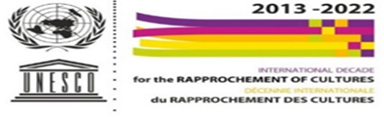 2013 -2022
UNESCO
INTERNATIONAL DECADE
for the RAPPROCHEMENT OF CULTURES
DÉCENNIE INTERNATIONALE
du RAPPROCHEMENT DES CULTURES